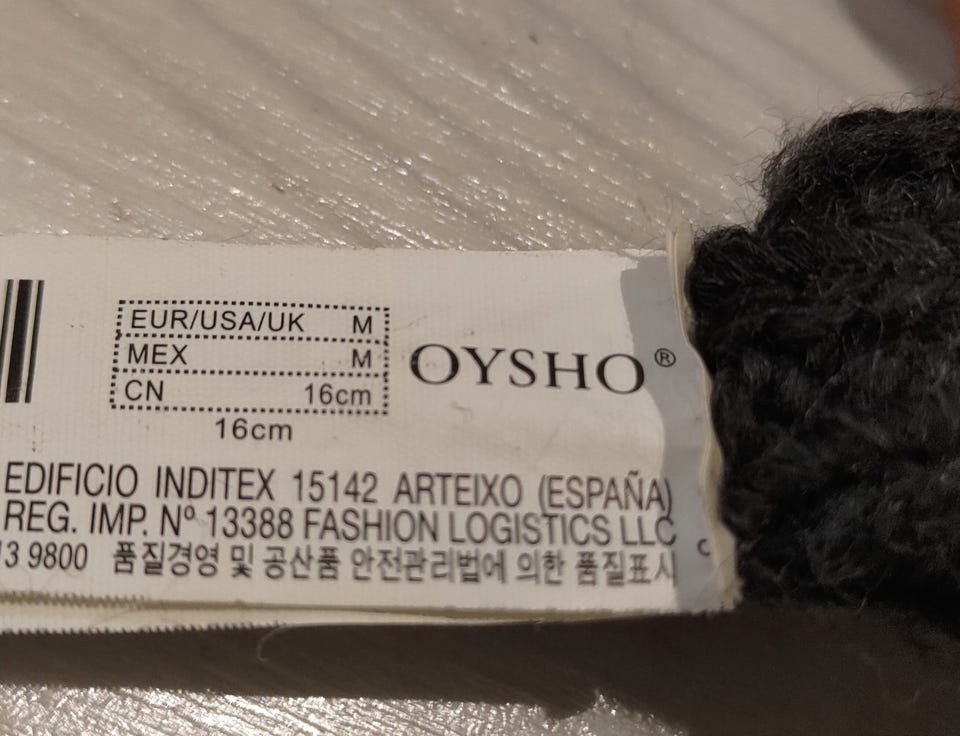 EUR/USA/UK M
MEX M
CN 16cm
16cm
OYSHO®
EDIFICIO INDITEX 15142 ARTEIXO (ESPAÑA)
REG. IMP. Nº 13388 FASHION LOGISTICS LLC
13 9800 품질경영 및 공산품 안전관리법에 의한 품질표시